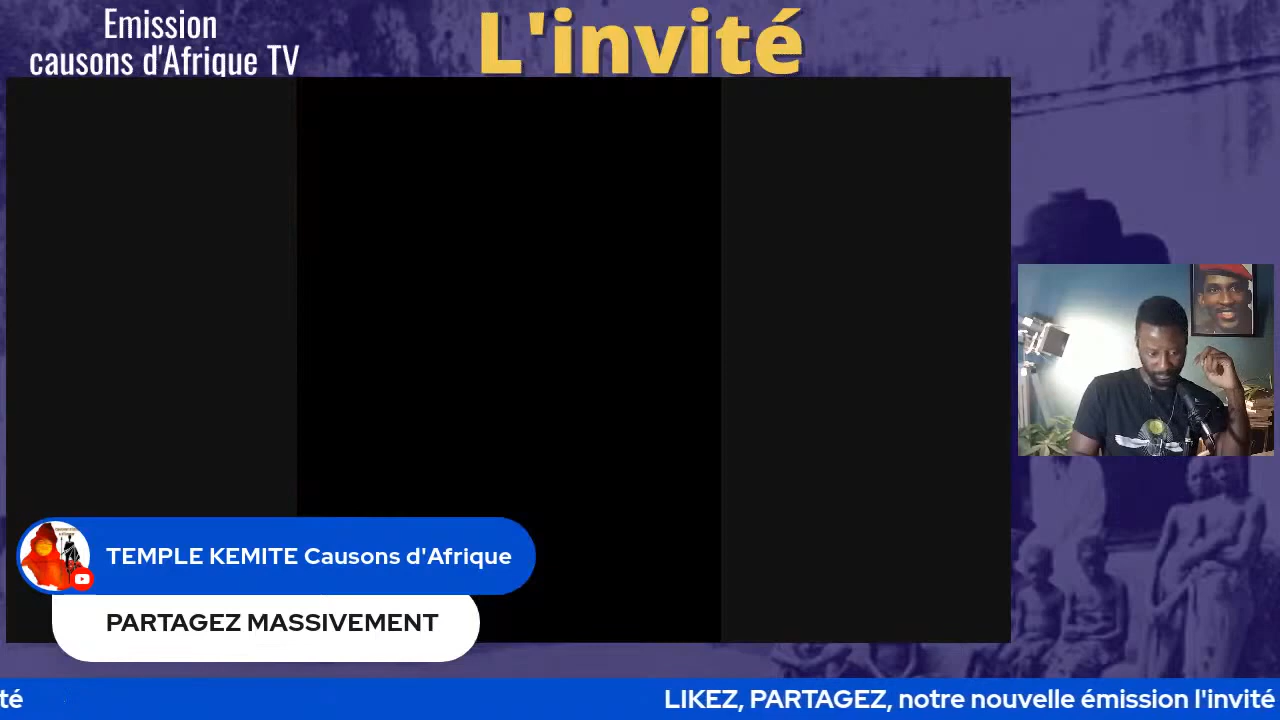 Emission
causons d'Afrique TV
L'invité
TEMPLE KEMITE Causons d'Afrique
PARTAGEZ MASSIVEMENT
té
LIKEZ, PARTAGEZ, notre nouvelle émission l'invité